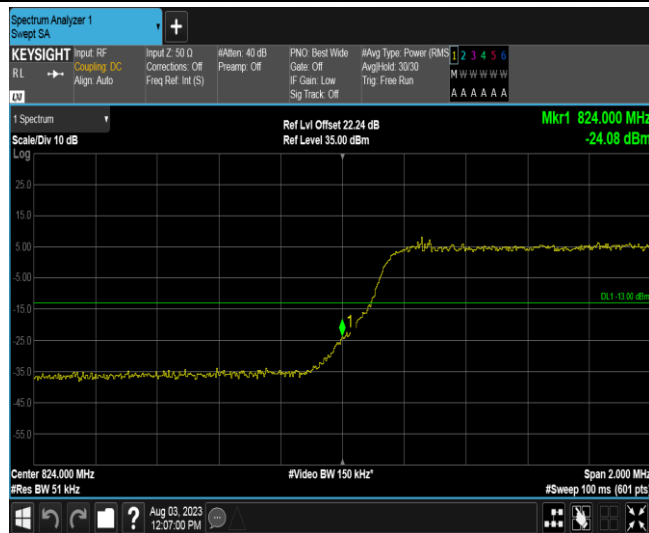 Spectrum Analyzer 1
Swept SA
+
KEYSIGHT
RL
LXI
Input: RF
Coupling: DC
Align: Auto
Input Z: 50 Ω
Corrections: Off
Freq Ref: Int (S)
#Atten: 40 dB
Preamp: Off
PNO: Best Wide
Gate: Off
IF Gain: Low
Sig Track: Off
#Avg Type: Power (RMS
Avg|Hold: 30/30
Trig: Free Run
1 2 3 4 5 6
M W W W W W
A A A A A A
1 Spectrum
Scale/Div 10 dB
Log
Ref Lvl Offset 22.24 dB
Ref Level 35.00 dBm
Mkr1 824.000 MHz
-24.08 dBm
25.0
15.0
5.00
-5.00
DL1 -13.00 dBm
-15.0
1
-25.0
-35.0
-45.0
-55.0
Center 824.000 MHz
#Video BW 150 kHz*
Span 2.000 MHz
#Res BW 51 kHz
#Sweep 100 ms (601 pts)
?
Aug 03, 2023
12:07:00 PM